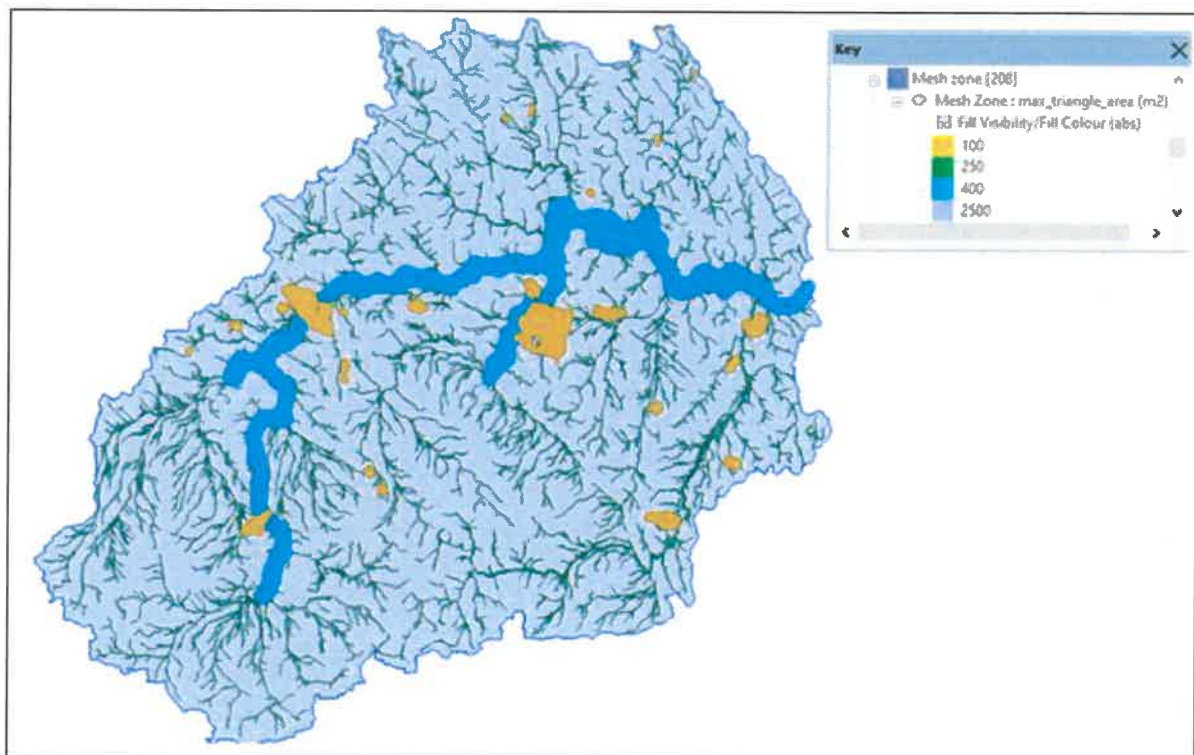 Key
Mesh zone [208]
Mesh Zone : max_triangle_area (m2)
Fill Visibility/Fill Colour (abs)
100
250
400
2500